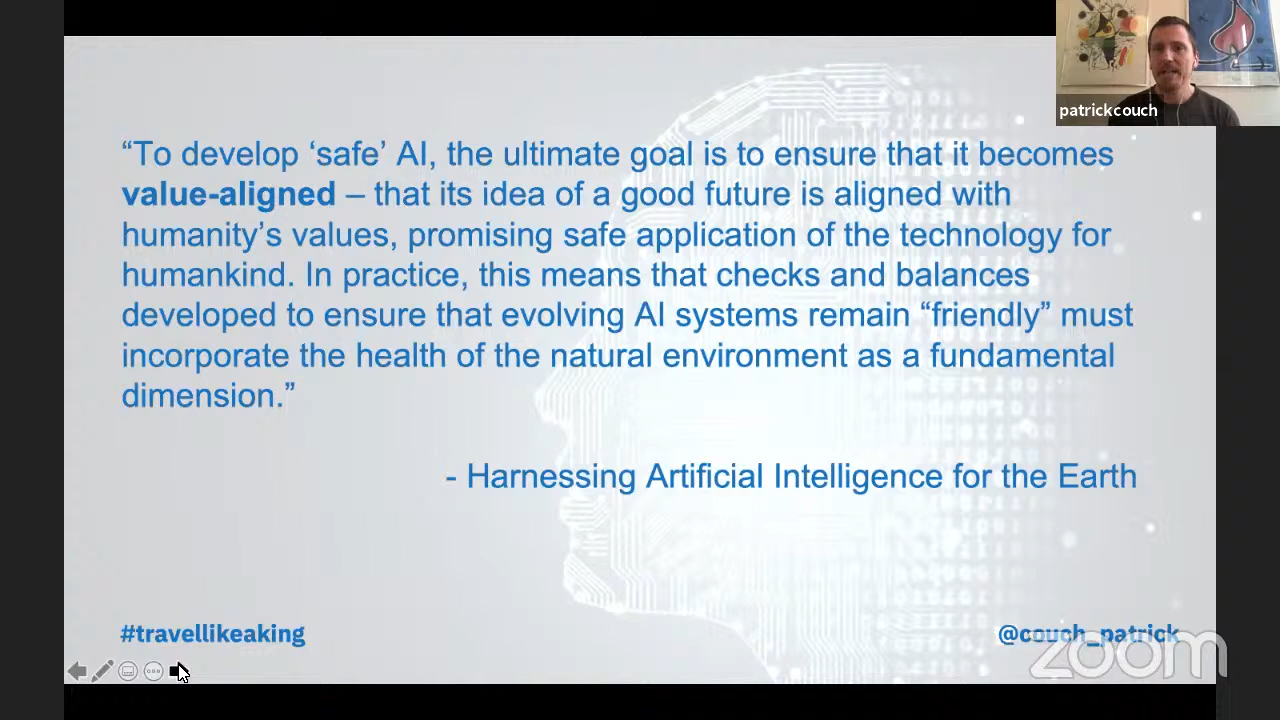 patrickcouch
“To develop ‘safe’ AI, the ultimate goal is to ensure that it becomes
value-aligned – that its idea of a good future is aligned with
humanity’s values, promising safe application of the technology for
humankind. In practice, this means that checks and balances
developed to ensure that evolving AI systems remain “friendly” must
incorporate the health of the natural environment as a fundamental
dimension.”
- Harnessing Artificial Intelligence for the Earth
#travellikeaking
@couch_patrick
zoom